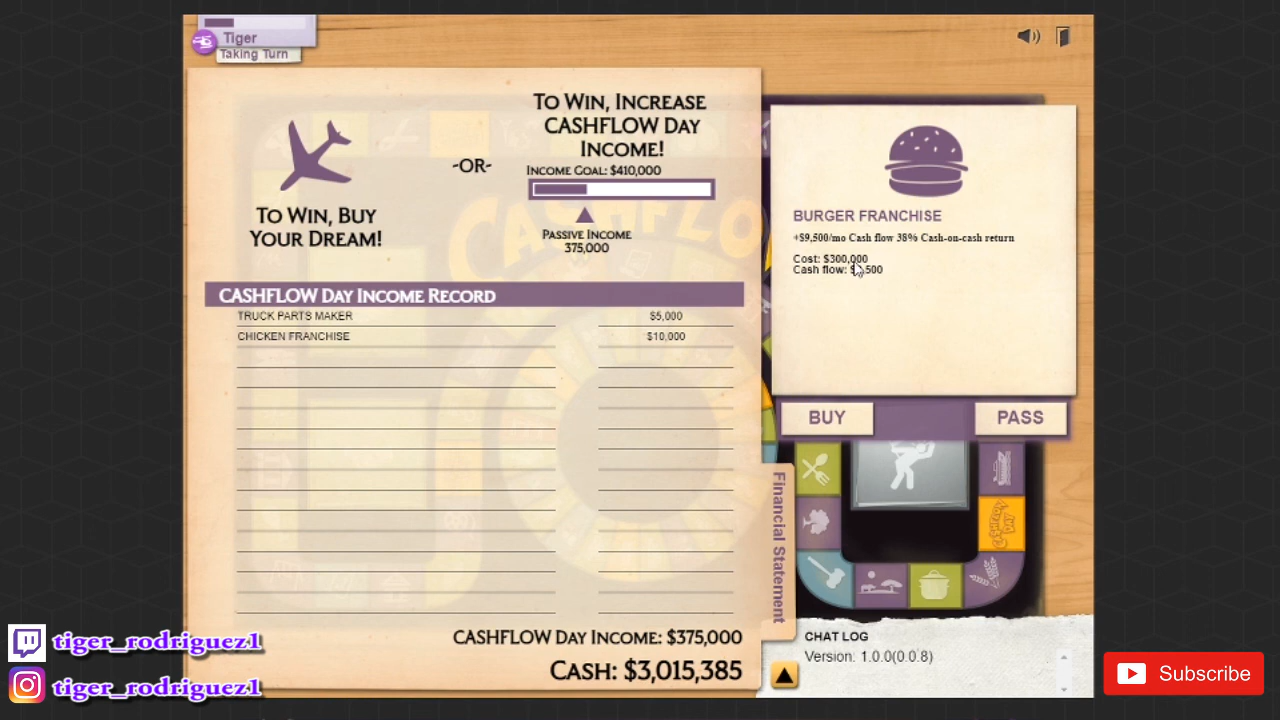 Tiger
Taking Turn
To Win, Increase
CASHFLOW Day
Income!
-OR-
Income Goal: $410,000
To Win, Buy
Your Dream!
Passive Income
375,000
CASHFLOW Day Income Record
TRUCK PARTS MAKER $5,000
CHICKEN FRANCHISE $10,000
CASHFLOW Day Income: $375,000
Cash: $3,015,385
BURGER FRANCHISE
+$9,500/mo Cash flow 38% Cash-on-cash return
Cost: $300,000
Cash flow:
BUY
PASS
Financial Statement
CASHFLOW DAY
CHAT LOG
Version: 1.0.0(0.0.8)
tiger_rodriguez1
tiger_rodriguez1
Subscribe